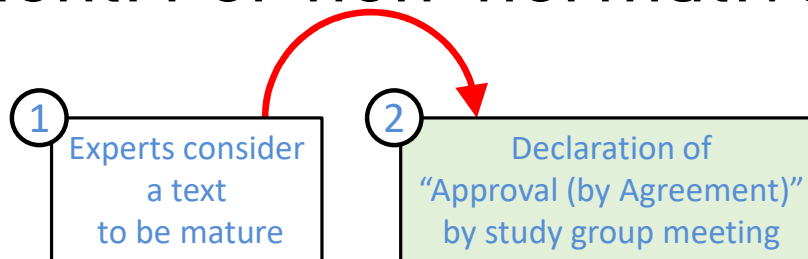 1
Experts consider
a text
to be mature
2
Declaration of
“Approval (by Agreement)”
by study group meeting